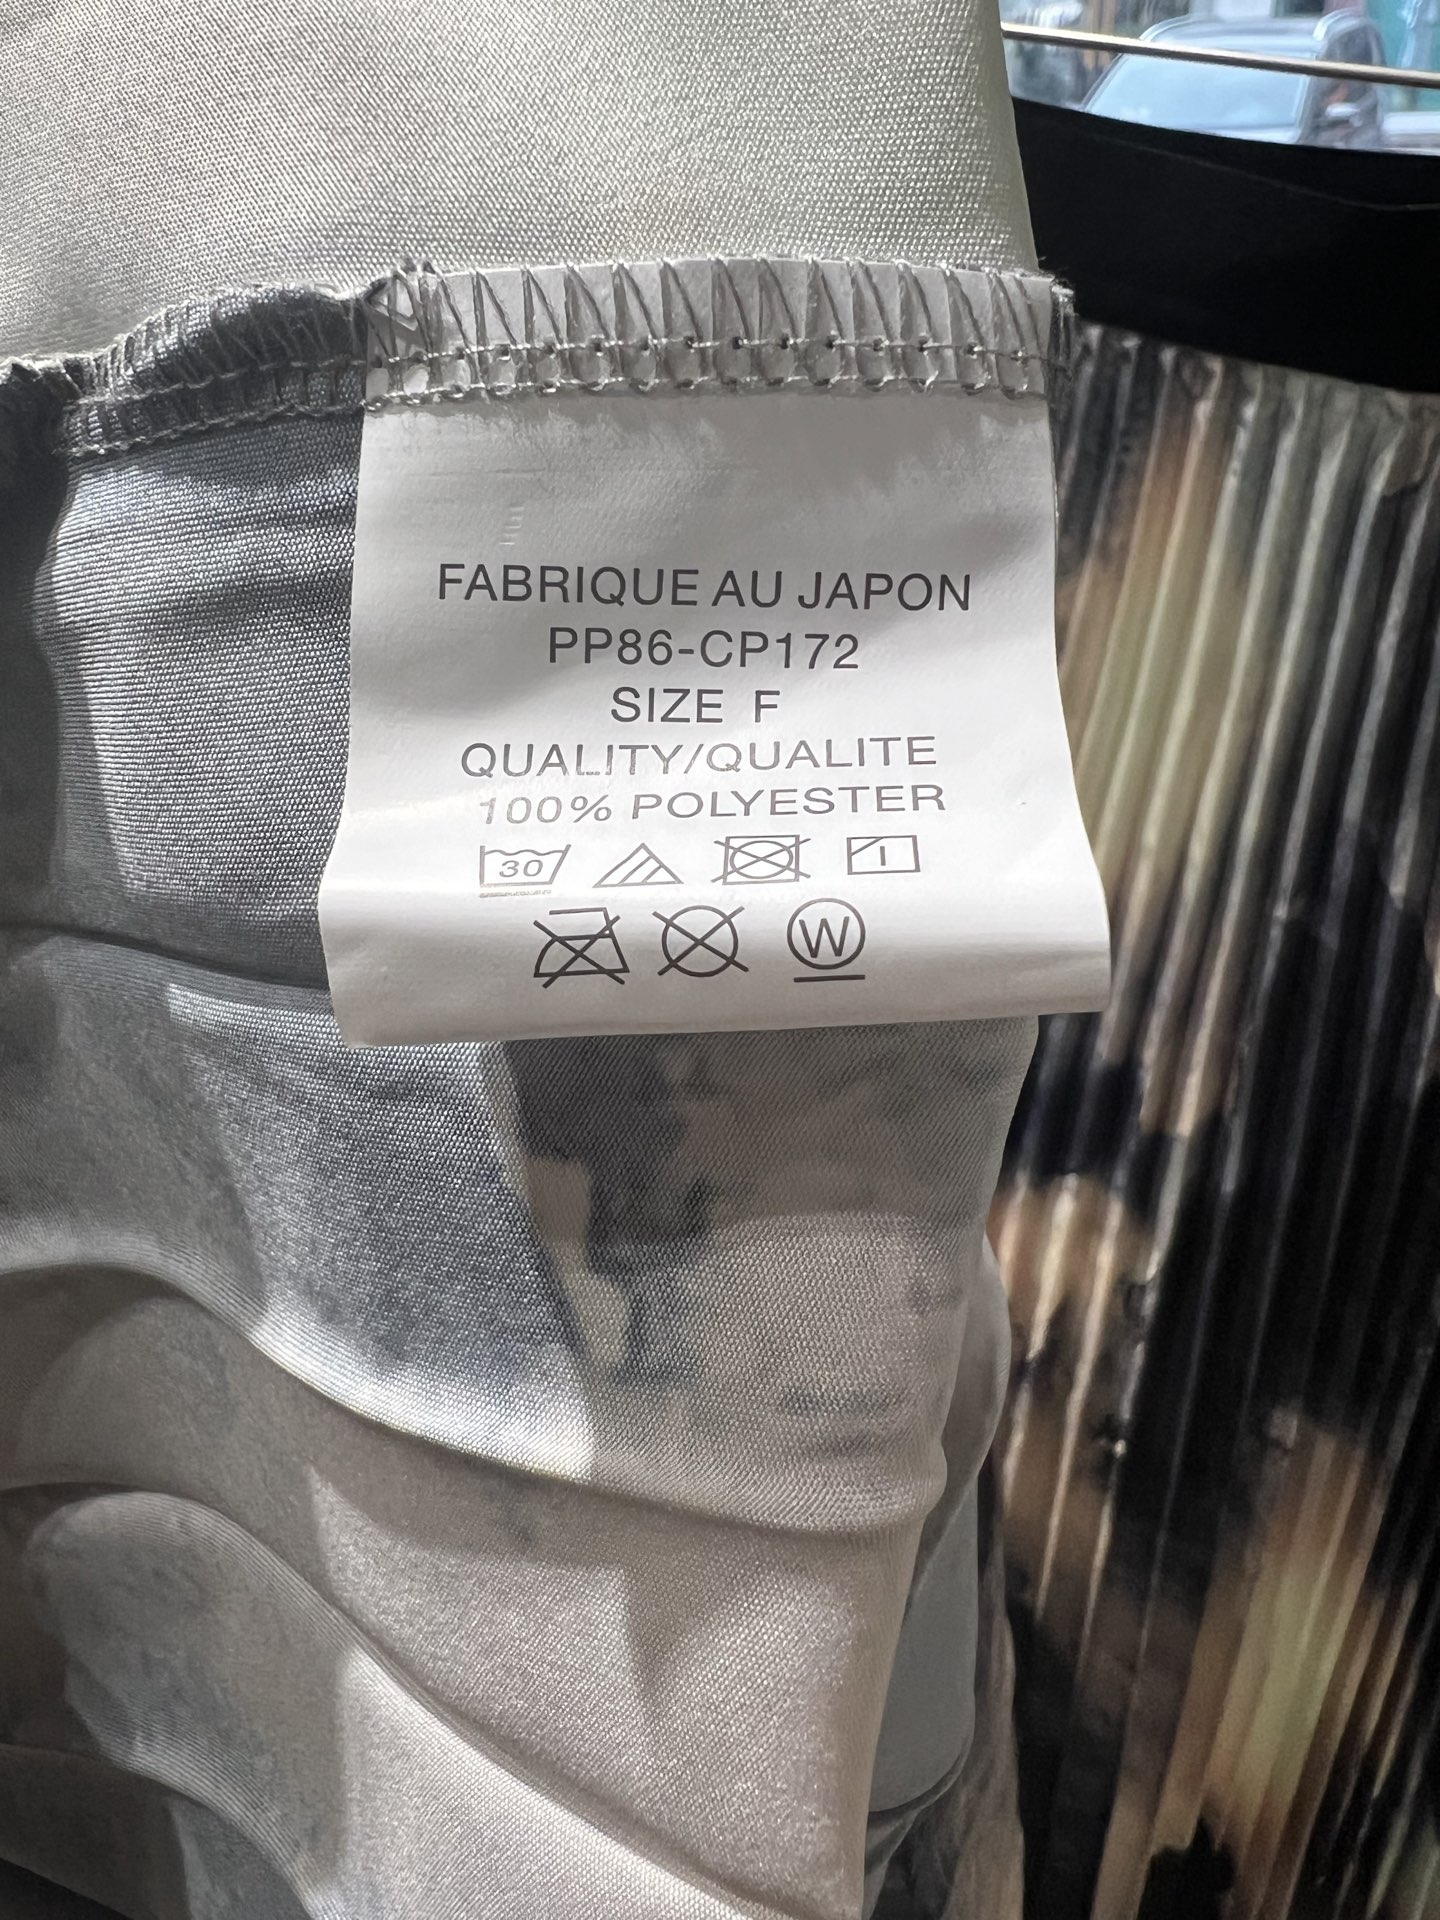 FABRIQUE AU JAPON
PP86-CP172
SIZE F
QUALITY/QUALITE
100% POLYESTER
30
W